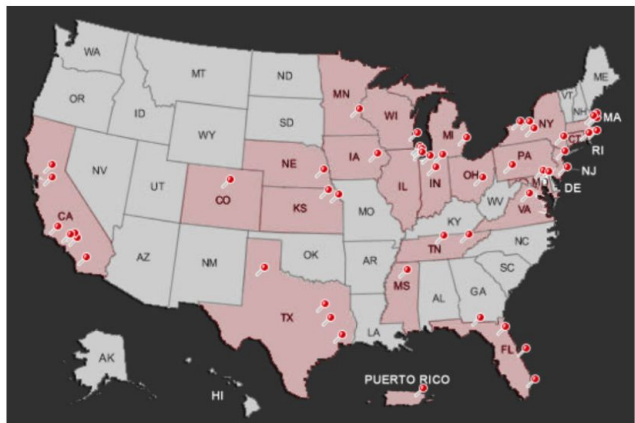 WA
MT
ND
ME
VT
NH
MN
OR
ID
SD
WI
NY
MA
WY
MI
CT
RI
NE
IA
PA
NJ
NV
UT
IL
IN
OH
MD
DE
CA
CO
KS
MO
WV
VA
KY
AZ
NM
OK
AR
TN
NC
SC
MS
AL
GA
TX
LA
AK
FL
HI
PUERTO RICO